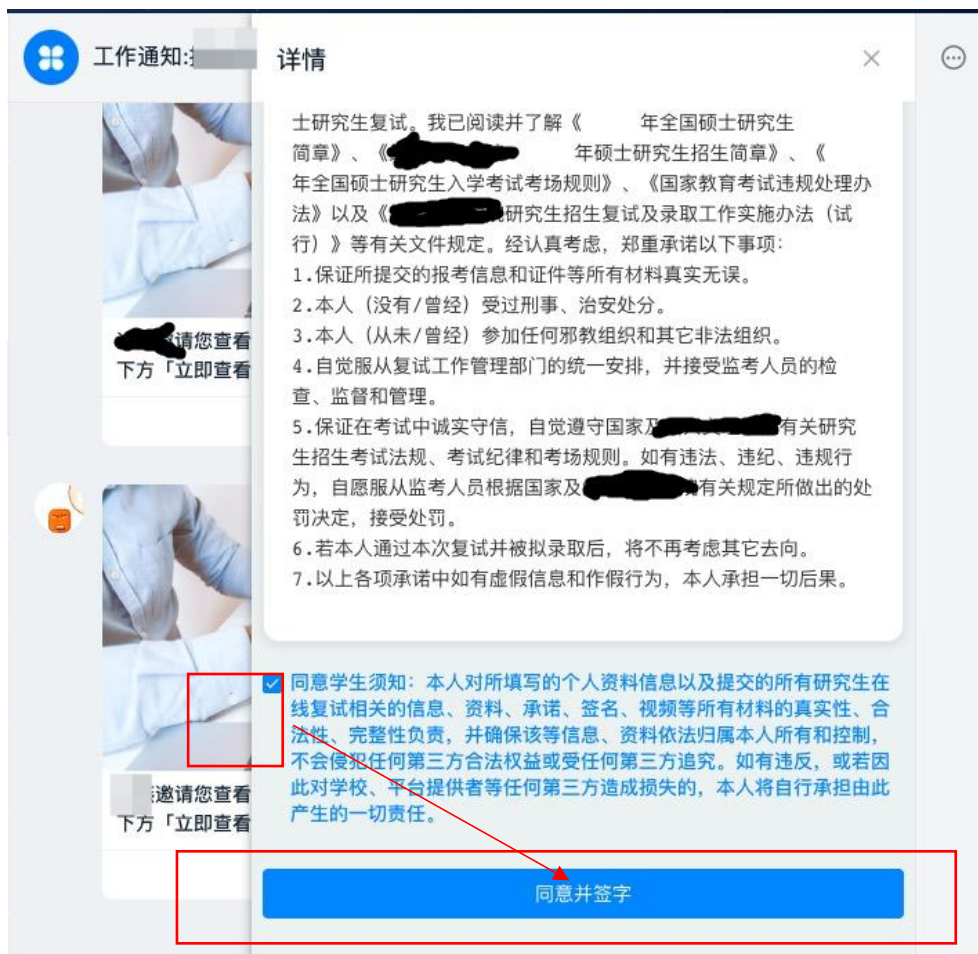 工作通知:
详情
士研究生复试。我已阅读并了解《 年全国硕士研究生
简章》、《 年硕士研究生招生简章》、《
年全国硕士研究生入学考试考场规则》、《国家教育考试违规处理办
法》以及《 研究生招生复试及录取工作实施办法（试
行）》等有关文件规定。经认真考虑，郑重承诺以下事项：
1.保证所提交的报考信息和证件等所有材料真实无误。
2.本人（没有/曾经）受过刑事、治安处分。
3.本人（从未/曾经）参加任何邪教组织和其它非法组织。
4.自觉服从复试工作管理部门的统一安排，并接受监考人员的检
查、监督和管理。
5.保证在考试中诚实守信，自觉遵守国家及 有关研究
生招生考试法规、考试纪律和考场规则。如有违法、违纪、违规行
为，自愿服从监考人员根据国家及 有关规定所做出的处
罚决定，接受处罚。
6.若本人通过本次复试并被拟录取后，将不再考虑其它去向。
7.以上各项承诺中如有虚假信息和作假行为，本人承担一切后果。
请您查看
下方「立即查看
同意学生须知：本人对所填写的个人资料信息以及提交的所有研究生在
线复试相关的信息、资料、承诺、签名、视频等所有材料的真实性、合
法性、完整性负责，并确保该等信息、资料依法归属本人所有和控制，
不会侵犯任何第三方合法权益或受任何第三方追究。如有违反，或若因
此对学校、平台提供者等任何第三方造成损失的，本人将自行承担由此
产生的一切责任。
邀请您查看
下方「立即查看
同意并签字